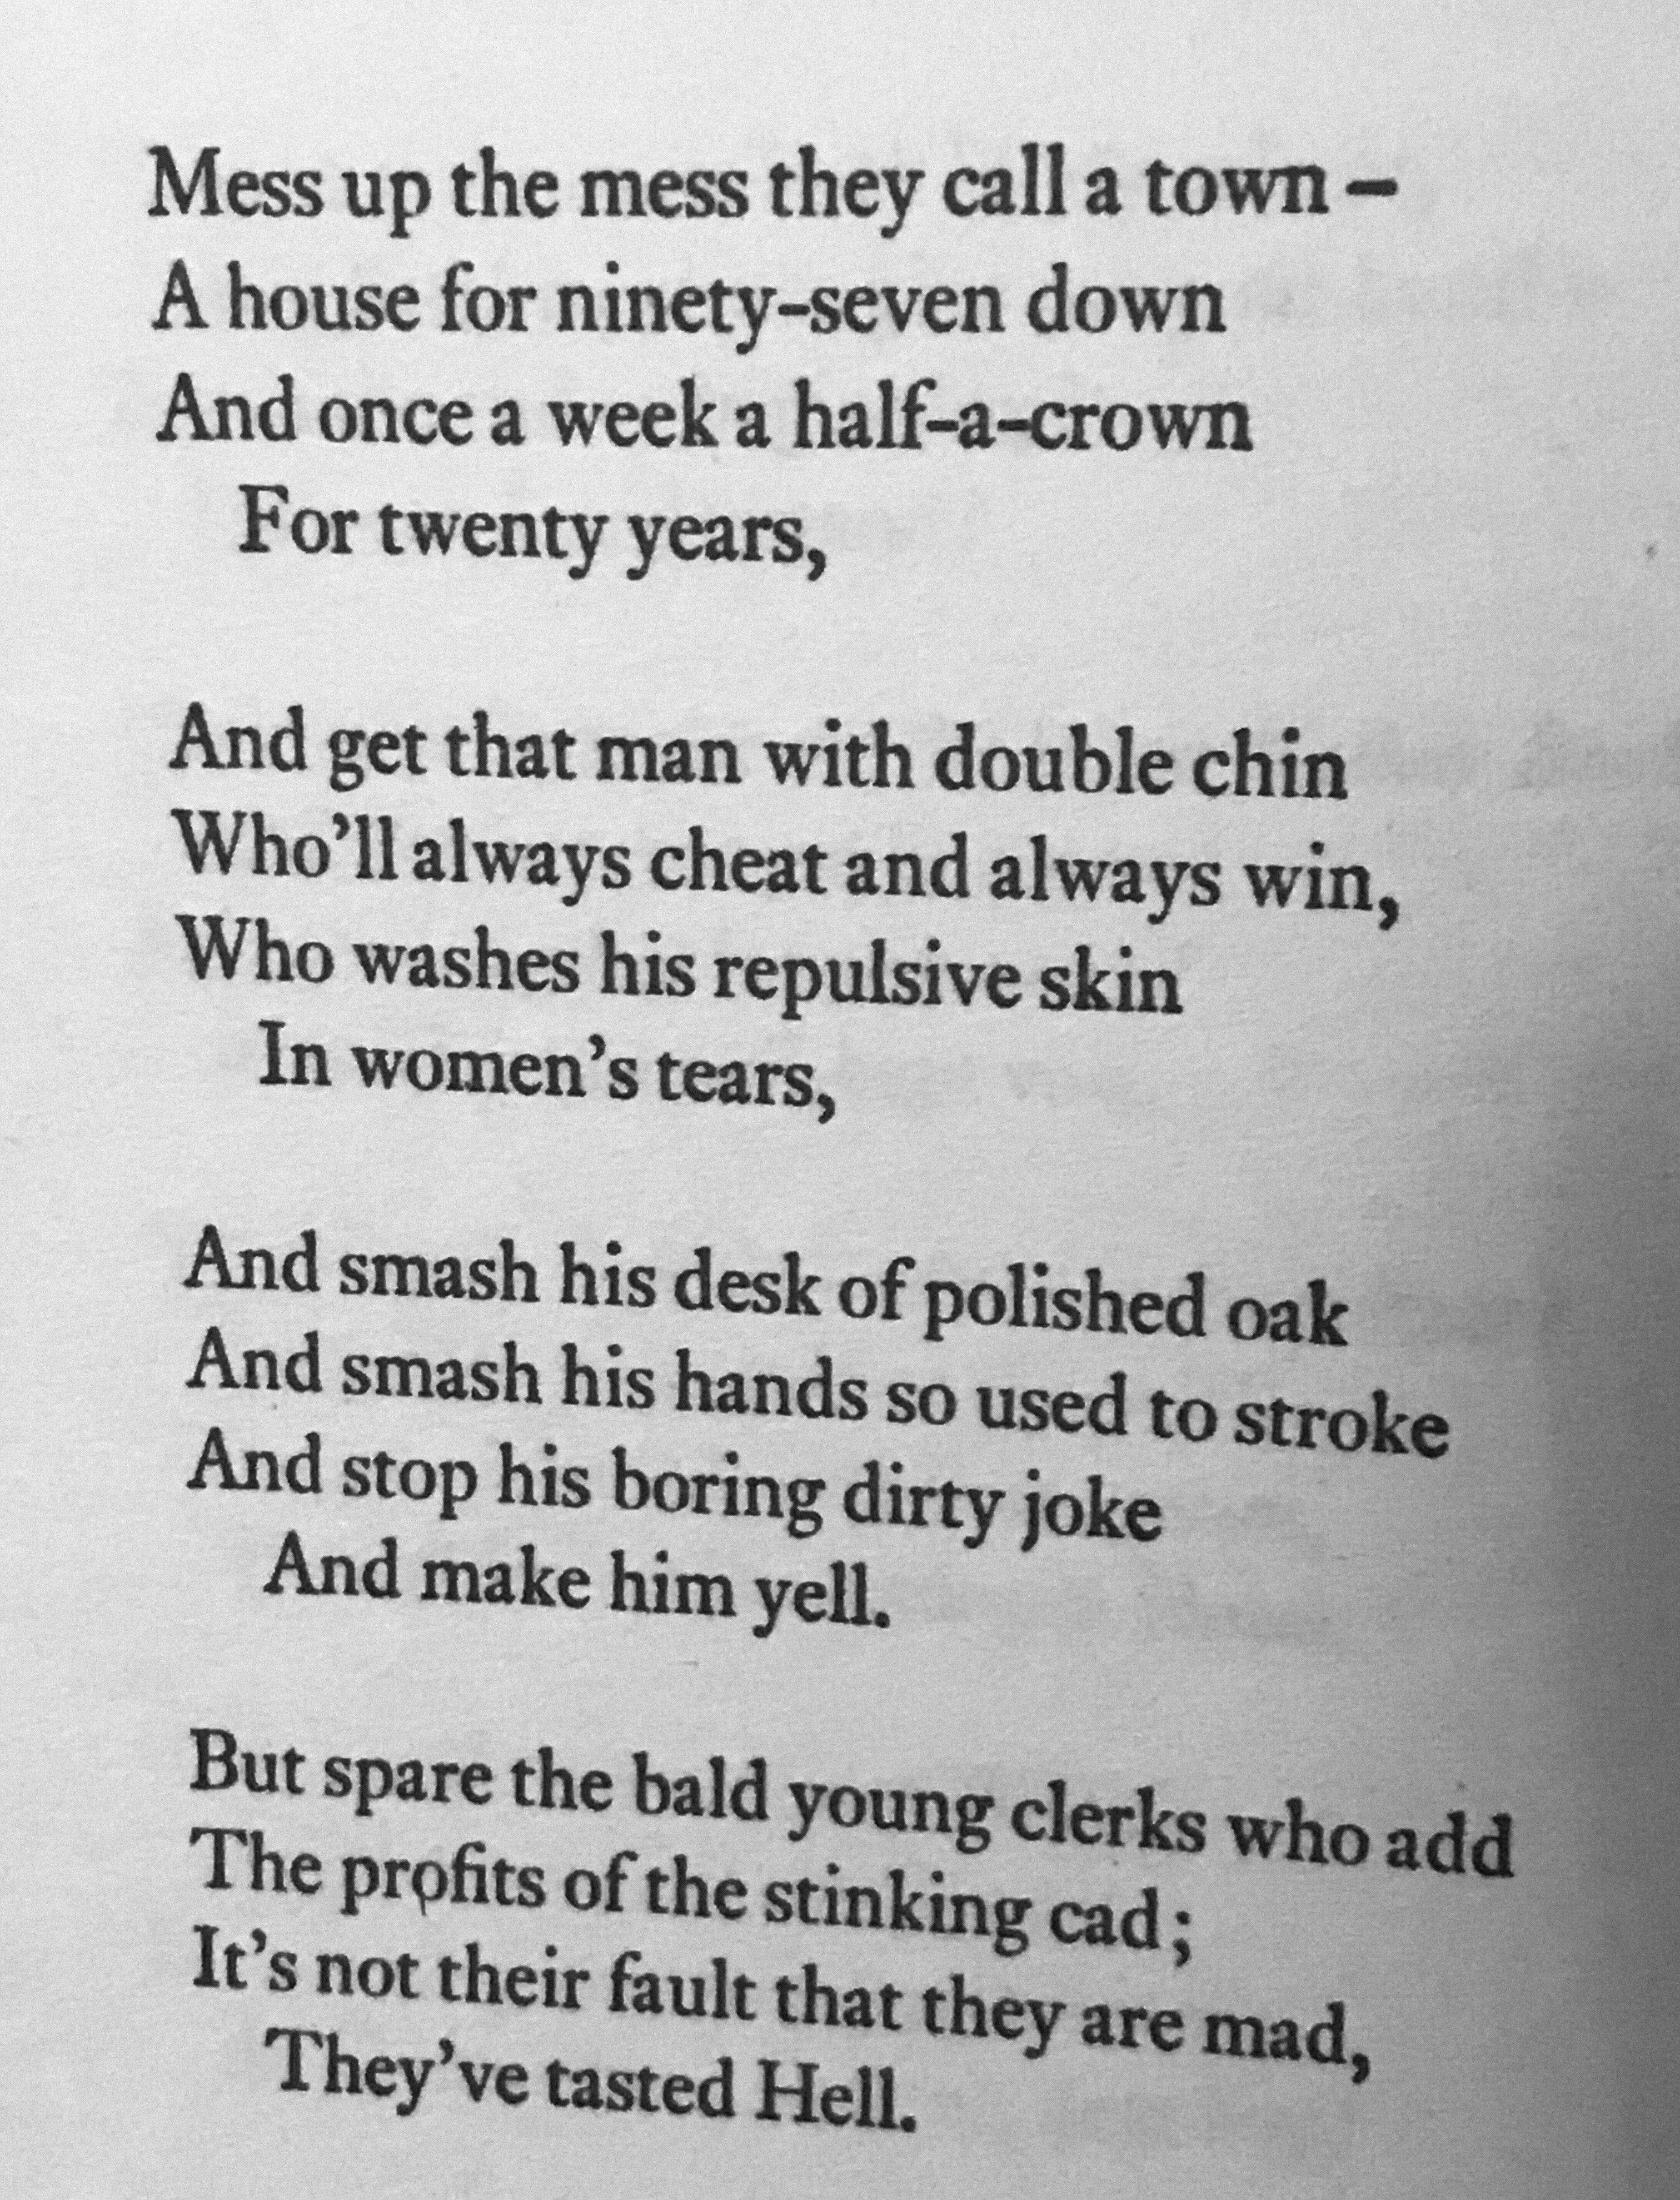 Mess up the mess they call a town –
A house for ninety-seven down
And once a week a half-a-crown
For twenty years,
And get that man with double chin
Who’ll always cheat and always win,
Who washes his repulsive skin
In women’s tears,
And smash his desk of polished oak
And smash his hands so used to stroke
And stop his boring dirty joke
And make him yell.
But spare the bald young clerks who add
The profits of the stinking cad;
It’s not their fault that they are mad,
They’ve tasted Hell.